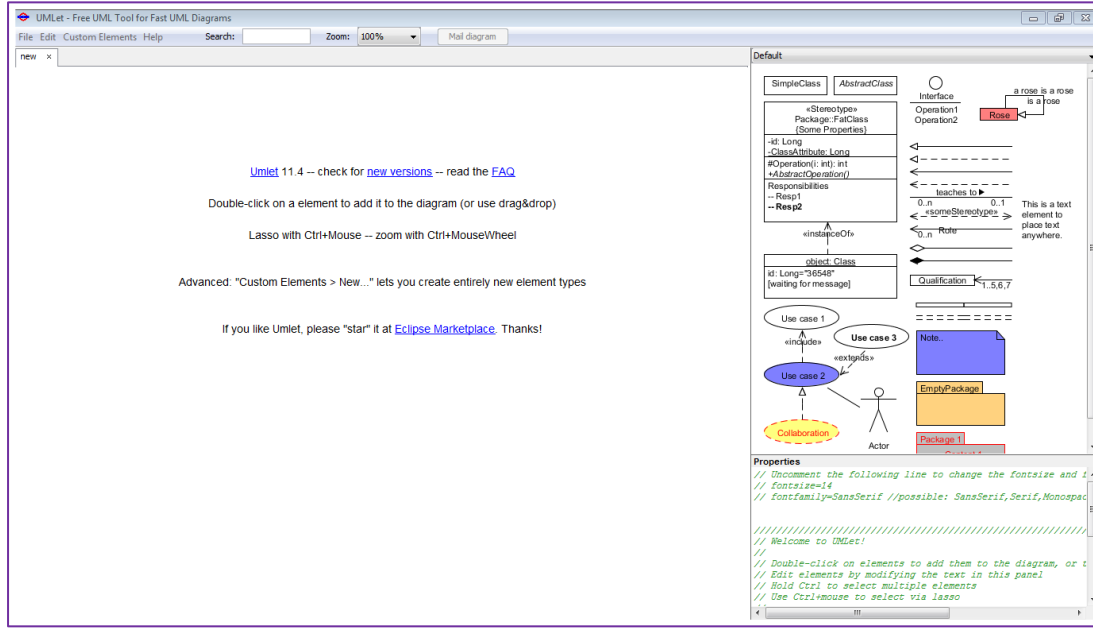 UMLet - Free UML Tool for Fast UML Diagrams
File Edit Custom Elements Help Search: Zoom: 100% Mail diagram
new ×
Umlet 11.4 -- check for new versions -- read the FAQ
Double-click on a element to add it to the diagram (or use drag&drop)
Lasso with Ctrl+Mouse -- zoom with Ctrl+MouseWheel
Advanced: "Custom Elements > New..." lets you create entirely new element types
If you like Umlet, please "star" it at Eclipse Marketplace. Thanks!
Default
SimpleClass
AbstractClass
Interface
Operation1
Operation2
a rose is a rose
is a rose
Rose
«Stereotype»
Package::FatClass
{Some Properties}
-id: Long
-ClassAttribute: Long
#Operation(i: int): int
+AbstractOperation()
Responsibilities
-- Resp1
-- Resp2
teaches to
0..n 0..1
«someStereotype»
0..n Role
This is a text
element to
place text
anywhere.
«instanceOf»
object: Class
id: Long="36548"
[waiting for message]
Qualification
1..5,6,7
Use case 1
«include»
Use case 3
«extends»
Use case 2
Collaboration
Actor
Note..
EmptyPackage
Package 1
Content 1
Properties
// Uncomment the following line to change the fontsize and
// fontsize=14
// fontfamily=SansSerif //possible: SansSerif,Serif,Monospac
////////////////////////////////////////////////////////////
// Welcome to UMLet!
//
// Double-click on elements to add them to the diagram, or t
// Edit elements by modifying the text in this panel
// Hold Ctrl to select multiple elements
// Use Ctrl+mouse to select via lasso